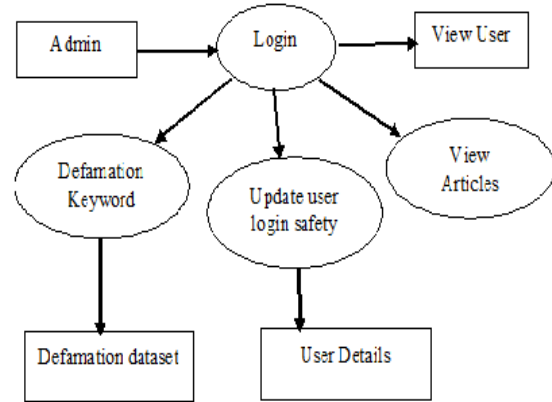 Admin
Login
View User
Defamation
Keyword
Update user
login safety
View
Articles
Defamation dataset
User Details